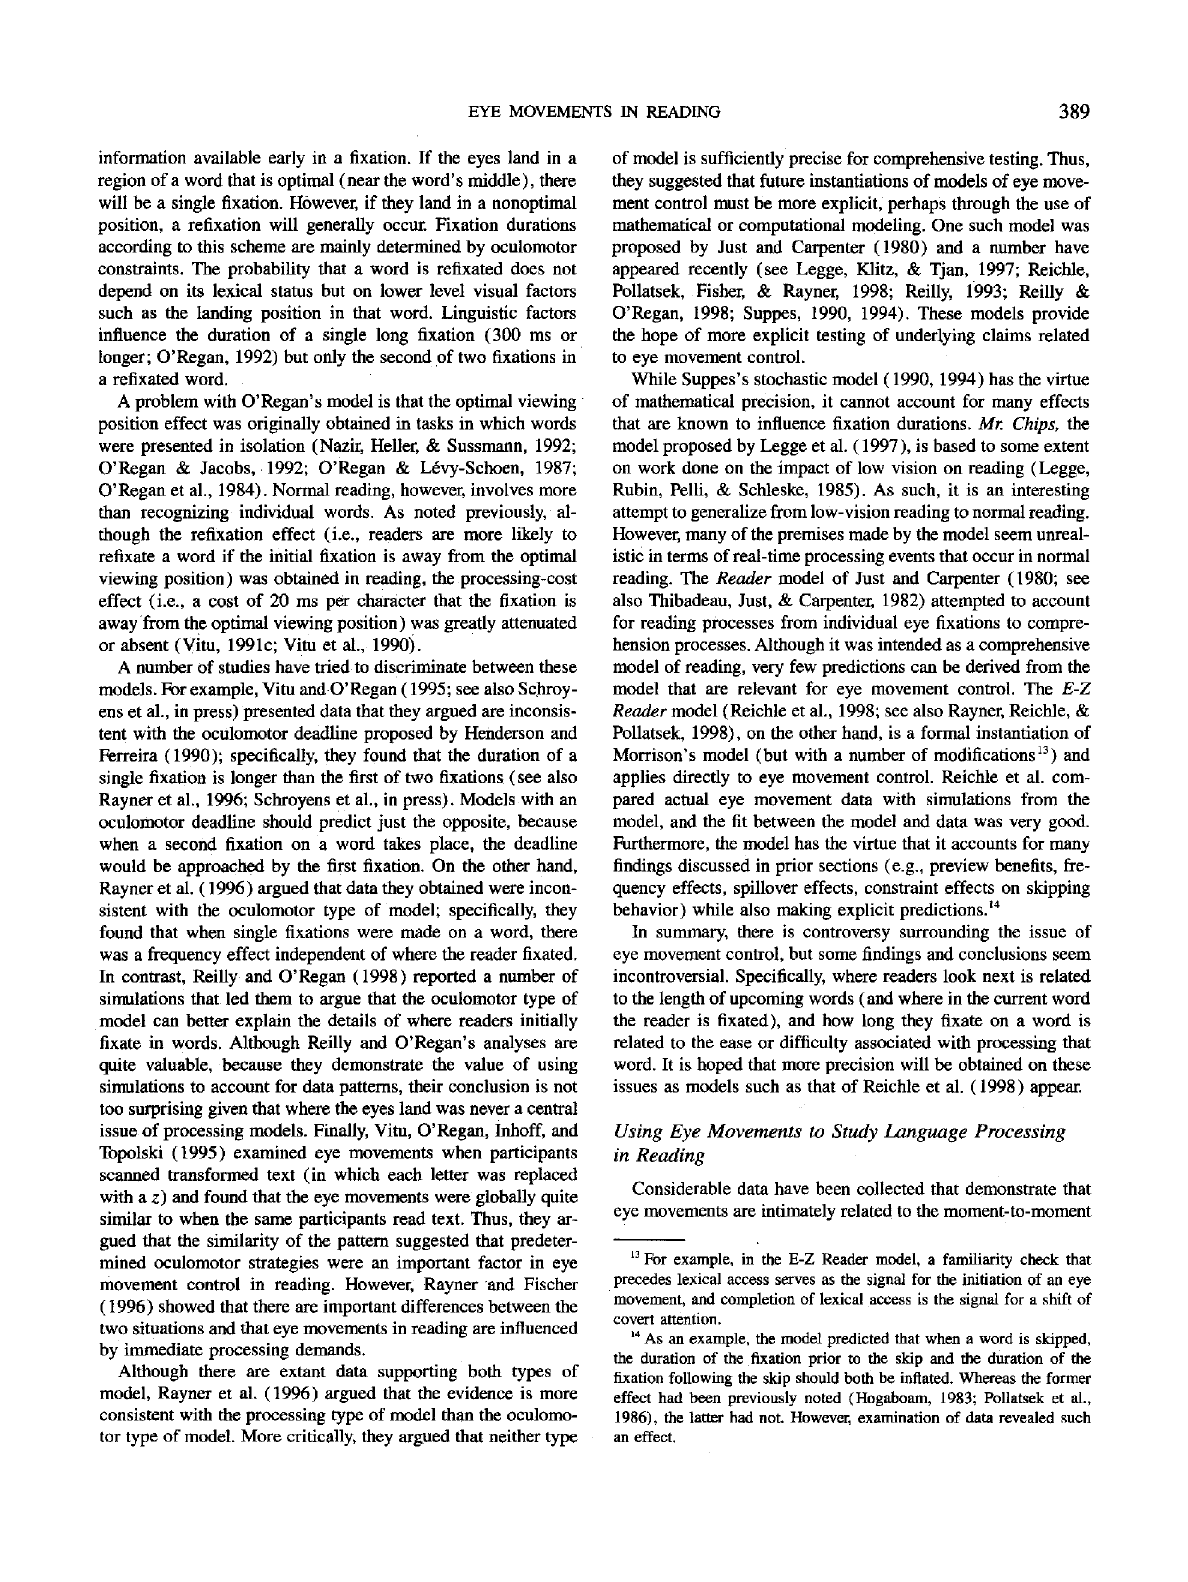 EYE MOVEMENTS IN READING 389
information available early in a fixation. If the eyes land in a
region of a word that is optimal (near the word's middle), there
will be a single fixation. However, if they land in a nonoptimal
position, a refixation will generally occur. Fixation durations
according to this scheme are mainly determined by oculomotor
constraints. The probability that a word is refixated does not
depend on its lexical status but on lower level visual factors
such as the landing position in that word. Linguistic factors
influence the duration of a single long fixation (300 ms or
longer; O'Regan, 1992) but only the second of two fixations in
a refixated word.
A problem with O'Regan's model is that the optimal viewing
position effect was originally obtained in tasks in which words
were presented in isolation (Nazir, Heller, & Sussmann, 1992;
O'Regan & Jacobs, 1992; O'Regan & Lévy-Schoen, 1987;
O'Regan et al., 1984). Normal reading, however, involves more
than recognizing individual words. As noted previously, al-
though the refixation effect (i.e., readers are more likely to
refixate a word if the initial fixation is away from the optimal
viewing position) was obtained in reading, the processing-cost
effect (i.e., a cost of 20 ms per character that the fixation is
away from the optimal viewing position) was greatly attenuated
or absent (Vitu, 1991c; Vitu et al., 1990).
A number of studies have tried to discriminate between these
models. For example, Vitu and O'Regan (1995; see also Schroy-
ens et al., in press) presented data that they argued are inconsis-
tent with the oculomotor deadline proposed by Henderson and
Ferreira (1990); specifically, they found that the duration of a
single fixation is longer than the first of two fixations (see also
Rayner et al., 1996; Schroyens et al., in press). Models with an
oculomotor deadline should predict just the opposite, because
when a second fixation on a word takes place, the deadline
would be approached by the first fixation. On the other hand,
Rayner et al. (1996) argued that data they obtained were incon-
sistent with the oculomotor type of model; specifically, they
found that when single fixations were made on a word, there
was a frequency effect independent of where the reader fixated.
In contrast, Reilly and O'Regan (1998) reported a number of
simulations that led them to argue that the oculomotor type of
model can better explain the details of where readers initially
fixate in words. Although Reilly and O'Regan's analyses are
quite valuable, because they demonstrate the value of using
simulations to account for data patterns, their conclusion is not
too surprising given that where the eyes land was never a central
issue of processing models. Finally, Vitu, O'Regan, Inhoff, and
Topolski (1995) examined eye movements when participants
scanned transformed text (in which each letter was replaced
with a z) and found that the eye movements were globally quite
similar to when the same participants read text. Thus, they ar-
gued that the similarity of the pattern suggested that predeter-
mined oculomotor strategies were an important factor in eye
movement control in reading. However, Rayner and Fischer
(1996) showed that there are important differences between the
two situations and that eye movements in reading are influenced
by immediate processing demands.
Although there are extant data supporting both types of
model, Rayner et al. (1996) argued that the evidence is more
consistent with the processing type of model than the oculomo-
tor type of model. More critically, they argued that neither type
of model is sufficiently precise for comprehensive testing. Thus,
they suggested that future instantiations of models of eye move-
ment control must be more explicit, perhaps through the use of
mathematical or computational modeling. One such model was
proposed by Just and Carpenter (1980) and a number have
appeared recently (see Legge, Klitz, & Tjan, 1997; Reichle,
Pollatsek, Fisher, & Rayner, 1998; Reilly, 1993; Reilly &
O'Regan, 1998; Suppes, 1990, 1994). These models provide
the hope of more explicit testing of underlying claims related
to eye movement control.
While Suppes's stochastic model (1990, 1994) has the virtue
of mathematical precision, it cannot account for many effects
that are known to influence fixation durations. Mr. Chips, the
model proposed by Legge et al. (1997), is based to some extent
on work done on the impact of low vision on reading (Legge,
Rubin, Pelli, & Schleske, 1985). As such, it is an interesting
attempt to generalize from low-vision reading to normal reading.
However, many of the premises made by the model seem unreal-
istic in terms of real-time processing events that occur in normal
reading. The Reader model of Just and Carpenter (1980; see
also Thibadeau, Just, & Carpenter, 1982) attempted to account
for reading processes from individual eye fixations to compre-
hension processes. Although it was intended as a comprehensive
model of reading, very few predictions can be derived from the
model that are relevant for eye movement control. The E-Z
Reader model (Reichle et al., 1998; see also Rayner, Reichle, &
Pollatsek, 1998), on the other hand, is a formal instantiation of
Morrison's model (but with a number of modifications13) and
applies directly to eye movement control. Reichle et al. com-
pared actual eye movement data with simulations from the
model, and the fit between the model and data was very good.
Furthermore, the model has the virtue that it accounts for many
findings discussed in prior sections (e.g., preview benefits, fre-
quency effects, spillover effects, constraint effects on skipping
behavior) while also making explicit predictions.14
In summary, there is controversy surrounding the issue of
eye movement control, but some findings and conclusions seem
incontroversial. Specifically, where readers look next is related
to the length of upcoming words (and where in the current word
the reader is fixated), and how long they fixate on a word is
related to the ease or difficulty associated with processing that
word. It is hoped that more precision will be obtained on these
issues as models such as that of Reichle et al. (1998) appear.
Using Eye Movements to Study Language Processing
in Reading
Considerable data have been collected that demonstrate that
eye movements are intimately related to the moment-to-moment
13 For example, in the E-Z Reader model, a familiarity check that
precedes lexical access serves as the signal for the initiation of an eye
movement, and completion of lexical access is the signal for a shift of
covert attention.
14 As an example, the model predicted that when a word is skipped,
the duration of the fixation prior to the skip and the duration of the
fixation following the skip should both be inflated. Whereas the former
effect had been previously noted (Hogaboam, 1983; Pollatsek et al.,
1986), the latter had not. However, examination of data revealed such
an effect.